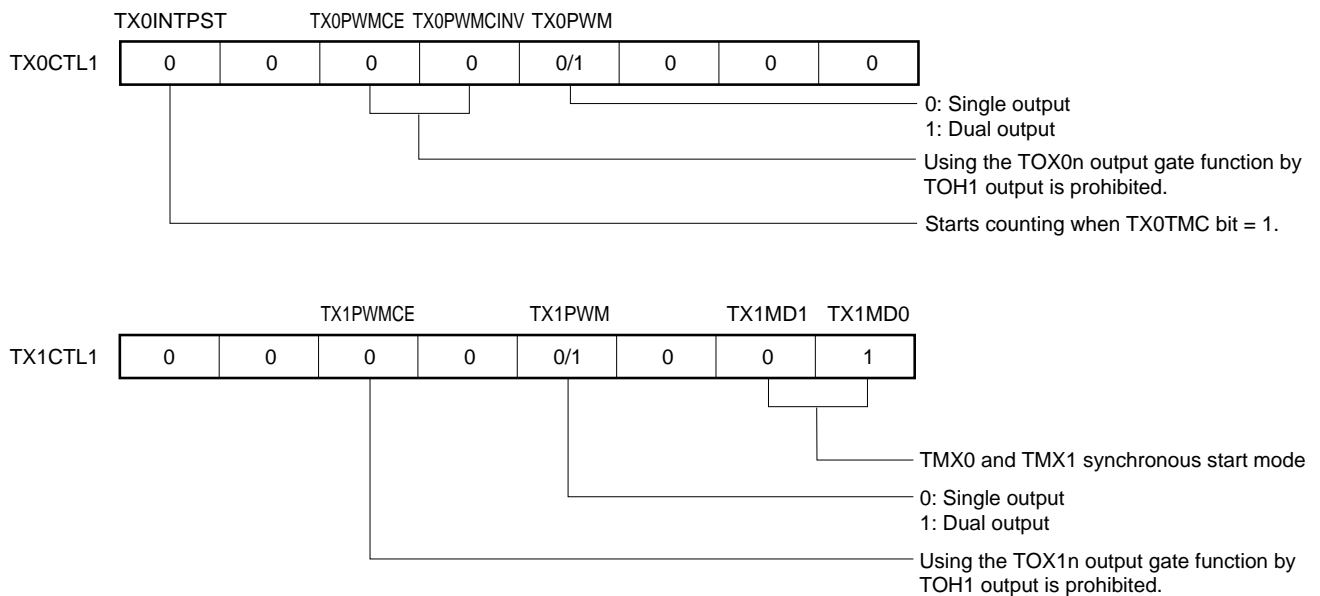 TX0INTPST TX0PWMCE TX0PWMCINV TX0PWM
TX0CTL1 0 0 0 0 0/1 0 0 0
0: Single output
1: Dual output
Using the TOX0n output gate function by
TOH1 output is prohibited.
Starts counting when TX0TMC bit = 1.
TX1PWMCE TX1PWM TX1MD1 TX1MD0
TX1CTL1 0 0 0 0 0/1 0 0 1
TMX0 and TMX1 synchronous start mode
0: Single output
1: Dual output
Using the TOX1n output gate function by
TOH1 output is prohibited.